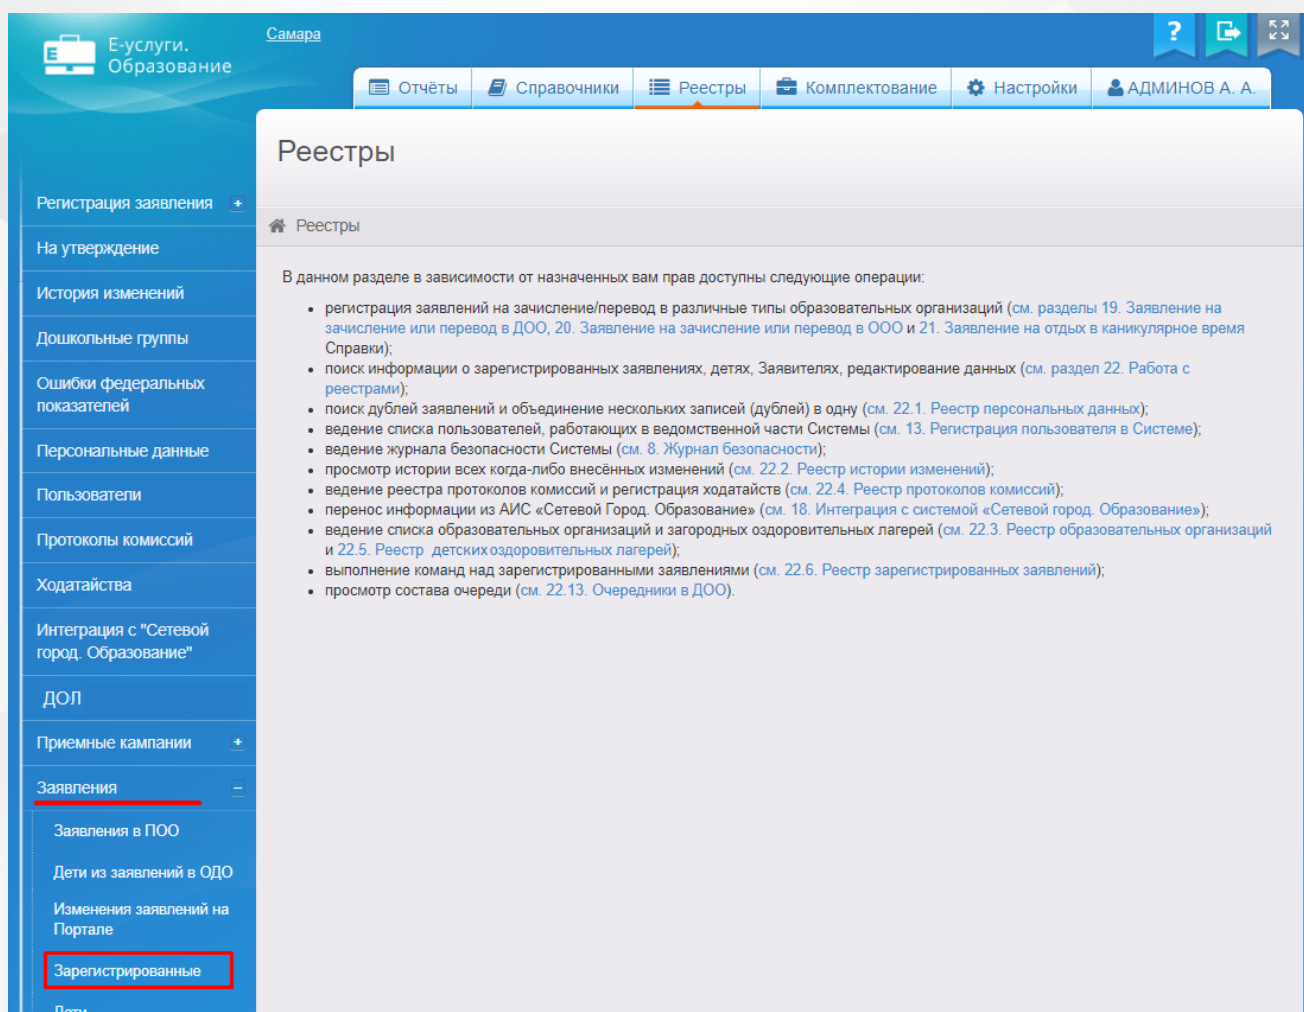 Е-услуги.
Образование
Самара
Отчёты
Справочники
Реестры
Комплектование
Настройки
АДМИНОВ А. А.
Реестры
Реестры
Регистрация заявления
На утверждение
История изменений
Дошкольные группы
Ошибки федеральных
показателей
Персональные данные
Пользователи
Протоколы комиссий
Ходатайства
Интеграция с "Сетевой
город. Образование"
ДОЛ
Приемные кампании
Заявления
Заявления в ПОО
Дети из заявлений в ОДО
Изменения заявлений на
Портале
Зарегистрированные
Дети
В данном разделе в зависимости от назначенных вам прав доступны следующие операции:
регистрация заявлений на зачисление/перевод в различные типы образовательных организаций (см. разделы 19. Заявление на
зачисление или перевод в ДОО, 20. Заявление на зачисление или перевод в ООО и 21. Заявление на отдых в каникулярное время
Справки);
поиск информации о зарегистрированных заявлениях, детях, Заявителях, редактирование данных (см. раздел 22. Работа с
реестрами);
поиск дублей заявлений и объединение нескольких записей (дублей) в одну (см. 22.1. Реестр персональных данных);
ведение списка пользователей, работающих в ведомственной части Системы (см. 13. Регистрация пользователя в Системе);
ведение журнала безопасности Системы (см. 8. Журнал безопасности);
просмотр истории всех когда-либо внесённых изменений (см. 22.2. Реестр истории изменений);
ведение реестра протоколов комиссий и регистрация ходатайств (см. 22.4. Реестр протоколов комиссий);
перенос информации из АИС «Сетевой Город. Образование» (см. 18. Интеграция с системой «Сетевой город. Образование»);
ведение списка образовательных организаций и загородных оздоровительных лагерей (см. 22.3. Реестр образовательных организаций
и 22.5. Реестр детских оздоровительных лагерей);
выполнение команд над зарегистрированными заявлениями (см. 22.6. Реестр зарегистрированных заявлений);
просмотр состава очереди (см. 22.13. Очередники в ДОО).